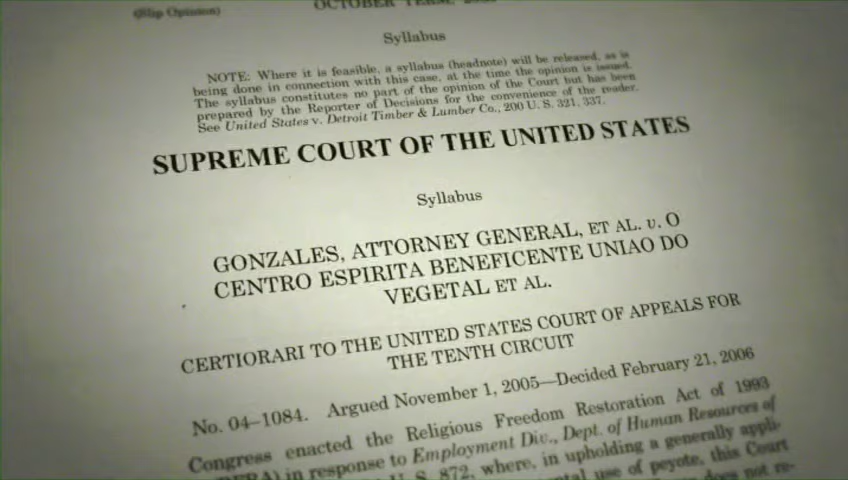 (Slip Opinion) OCTOBER TERM,
Syllabus
NOTE: Where it is feasible, a syllabus (headnote) will be released, as is
being done in connection with this case, at the time the opinion is issued.
The syllabus constitutes no part of the opinion of the Court but has been
prepared by the Reporter of Decisions for the convenience of the reader.
See United States v. Detroit Timber & Lumber Co., 200 U. S. 321, 337.
SUPREME COURT OF THE UNITED STATES
Syllabus
GONZALES, ATTORNEY GENERAL, ET AL. v. O
CENTRO ESPIRITA BENEFICENTE UNIAO DO
VEGETAL ET AL.
CERTIORARI TO THE UNITED STATES COURT OF APPEALS FOR
THE TENTH CIRCUIT
No. 04–1084. Argued November 1, 2005—Decided February 21, 2006
Congress enacted the Religious Freedom Restoration Act of 1993
in response to Employment Div., Dept. of Human Resources of
U. S. 872, where, in upholding a generally appli-
use of peyote, this Court
does not re-